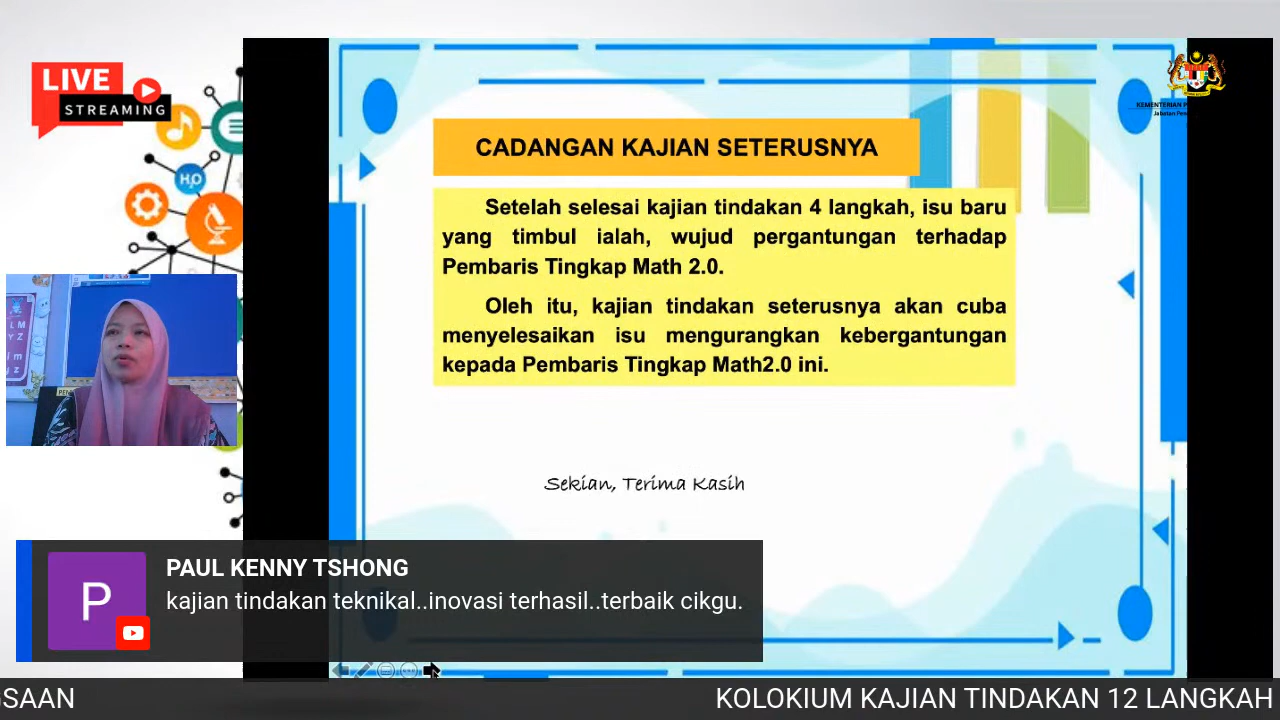 LIVE
STREAMING
H2O
KEMENTERIAN P
CADANGAN KAJIAN SETERUSNYA
Setelah selesai kajian tindakan 4 langkah, isu baru
yang timbul ialah, wujud pergantungan terhadap
Pembaris Tingkap Math 2.0.
Oleh itu, kajian tindakan seterusnya akan cuba
menyelesaikan isu mengurangkan kebergantungan
kepada Pembaris Tingkap Math2.0 ini.
Sekian, Terima Kasih
P
PAUL KENNY TSHONG
kajian tindakan teknikal..inovasi terhasil..terbaik cikgu.
GSAAN
KOLOKIUM KAJIAN TINDAKAN 12 LANGKAH